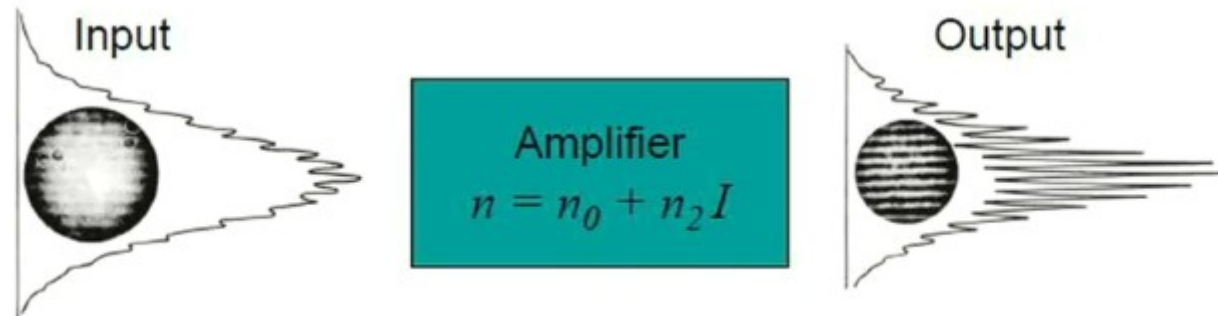 Input
Amplifier
n = n₀ + n₂I
Output